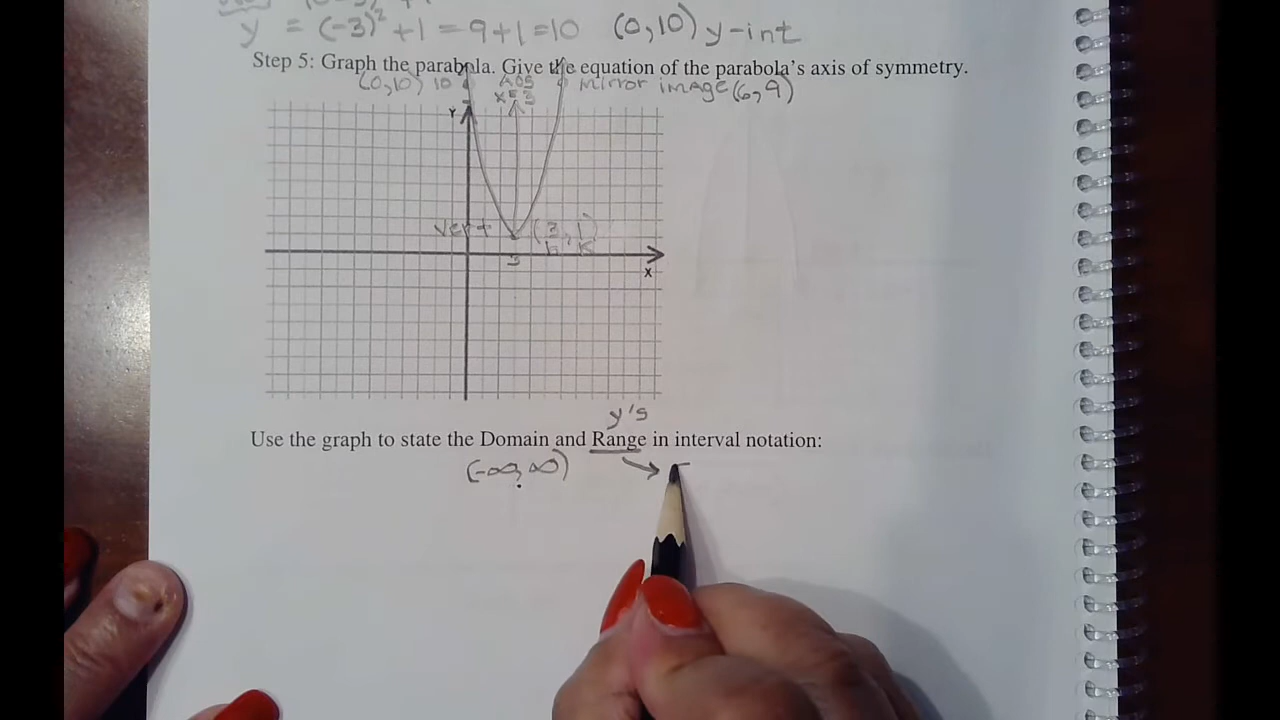 y = (-3)² + 1 = 9 + 1 = 10 (0,10) y-int
Step 5: Graph the parabola. Give the equation of the parabola's axis of symmetry.
(0,10) 10 AOS mirror image (6,9)
x = 3
Y
Vert (3, 1)
h k
3
X
y's
Use the graph to state the Domain and Range in interval notation:
(-∞, ∞) →